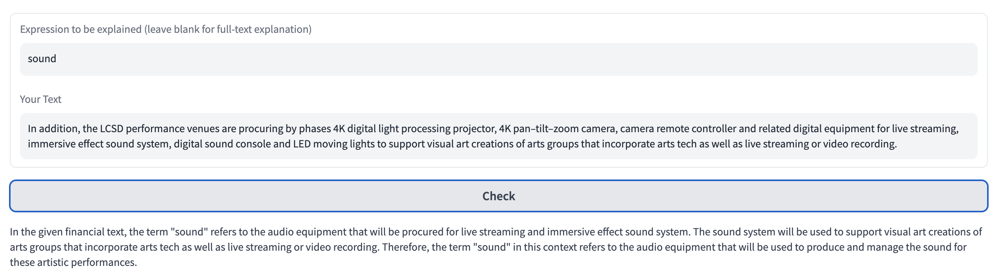 Expression to be explained (leave blank for full-text explanation)
sound
Your Text
In addition, the LCSD performance venues are procuring by phases 4K digital light processing projector, 4K pan–tilt–zoom camera, camera remote controller and related digital equipment for live streaming,
immersive effect sound system, digital sound console and LED moving lights to support visual art creations of arts groups that incorporate arts tech as well as live streaming or video recording.
Check
In the given financial text, the term "sound" refers to the audio equipment that will be procured for live streaming and immersive effect sound system. The sound system will be used to support visual art creations of
arts groups that incorporate arts tech as well as live streaming or video recording. Therefore, the term "sound" in this context refers to the audio equipment that will be used to produce and manage the sound for
these artistic performances.